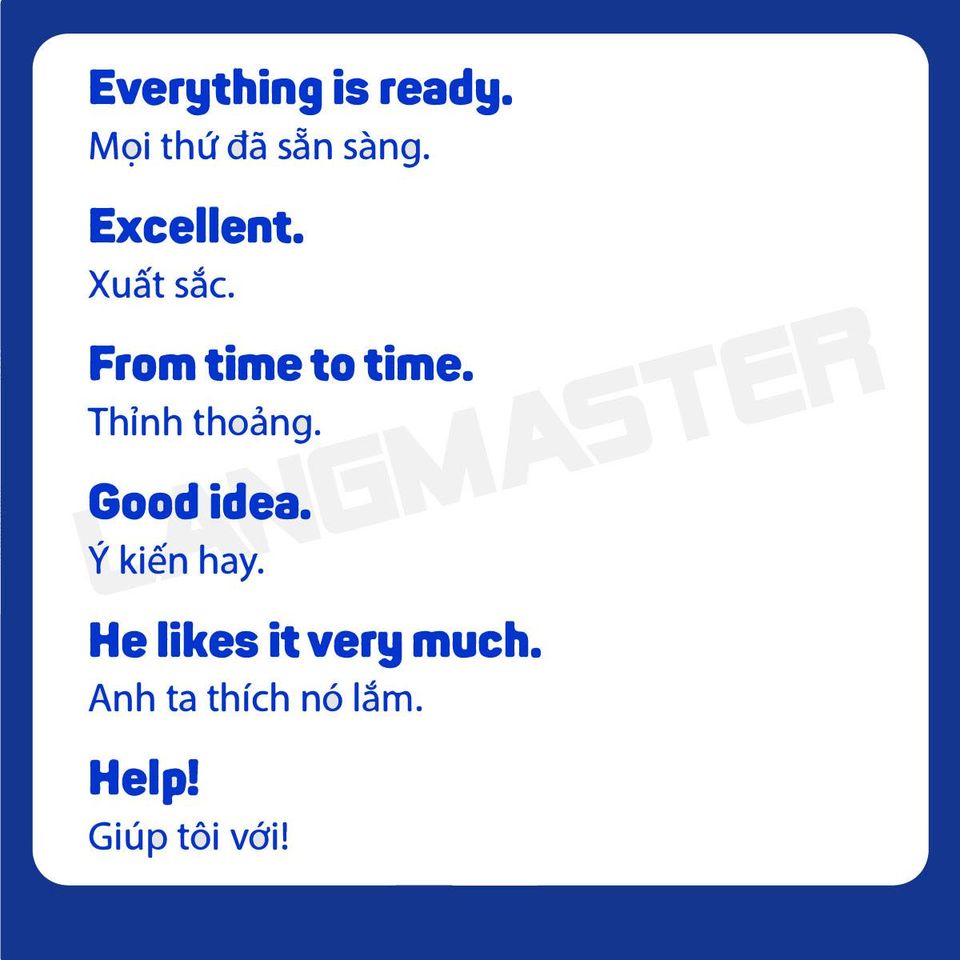 Everything is ready.
Mọi thứ đã sẵn sàng.
Excellent.
Xuất sắc.
From time to time.
Thỉnh thoảng.
Good idea.
Ý kiến hay.
He likes it very much.
Anh ta thích nó lắm.
Help!
Giúp tôi với!
LANGMASTER